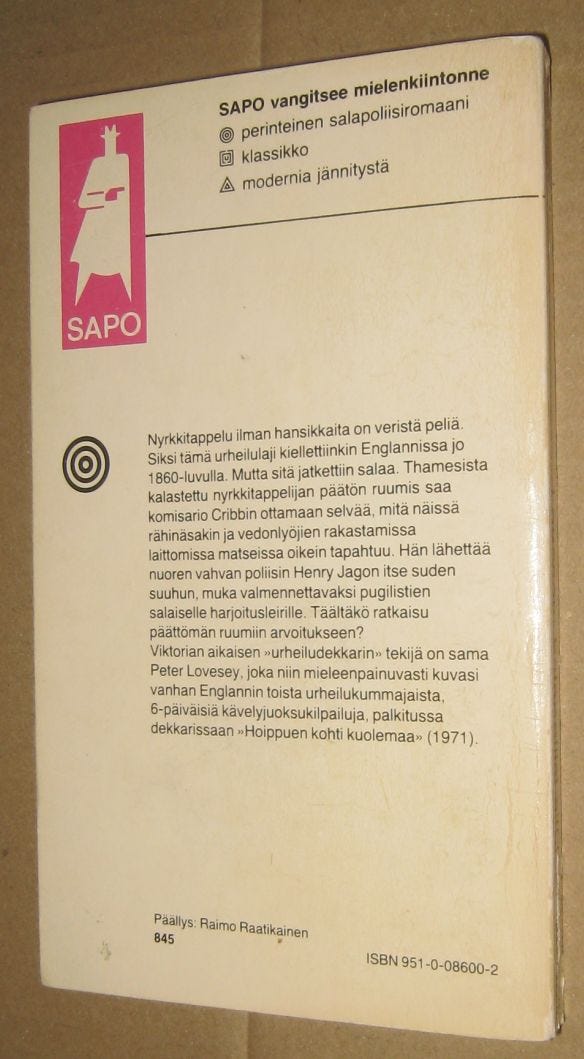 SAPO vangitsee mielenkiintonne
perinteinen salapoliisiromaani
klassikko
modernia jännitystä
SAPO
Nyrkkitappelu ilman hansikkaita on veristä peliä.
Siksi tämä urheilulaji kiellettiinkin Englannissa jo
1860-luvulla. Mutta sitä jatkettiin salaa. Thamesista
kalastettu nyrkkitappelijan päätön ruumis saa
komisario Cribbin ottamaan selvää, mitä näissä
rähinäsakin ja vedonlyöjien rakastamissa
laittomissa matseissa oikein tapahtuu. Hän lähettää
nuoren vahvan poliisin Henry Jagon itse suden
suuhun, muka valmennettavaksi pugilistien
salaiselle harjoitusleirille. Täältäkö ratkaisu
päättömän ruumiin arvoitukseen?
Viktorian aikaisen »urheiludekkarin» tekijä on sama
Peter Lovesey, joka niin mieleenpainuvasti kuvasi
vanhan Englannin toista urheilukummajaista,
6-päiväisiä kävelyjuoksukilpailuja, palkitussa
dekkarissaan »Hoippuen kohti kuolemaa» (1971).
Päällys: Raimo Raatikainen
845
ISBN 951-0-08600-2